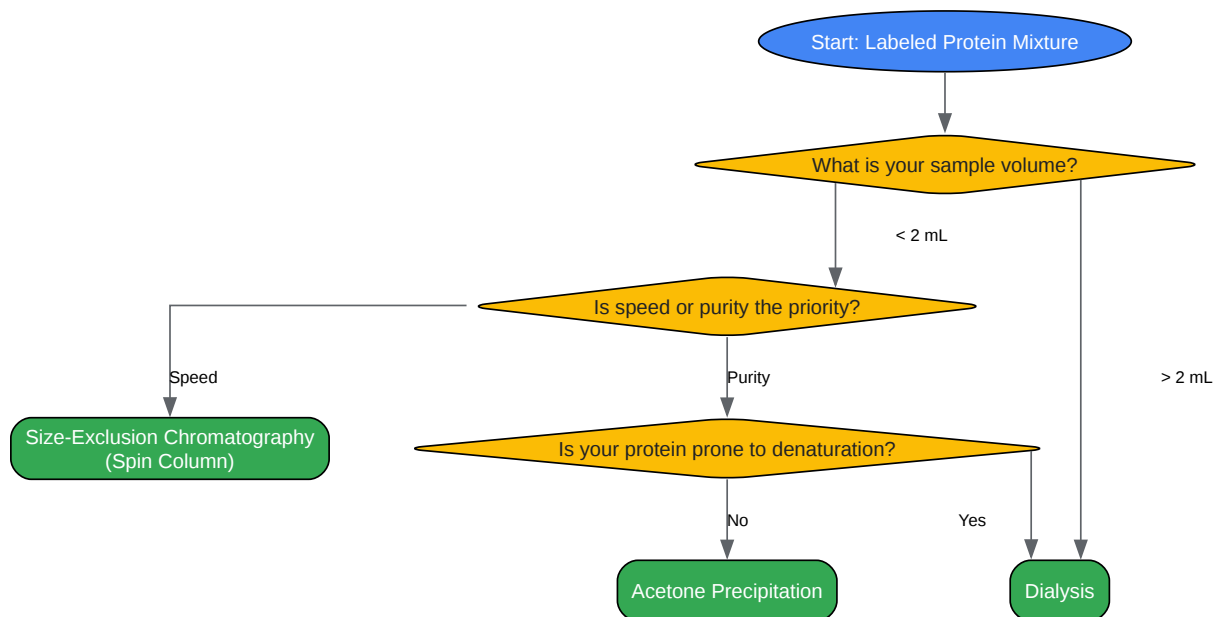 Start: Labeled Protein Mixture
What is your sample volume?
< 2 mL
Is speed or purity the priority?
Speed
Purity
> 2 mL
Size-Exclusion Chromatography
(Spin Column)
Is your protein prone to denaturation?
No
Yes
Acetone Precipitation
Dialysis